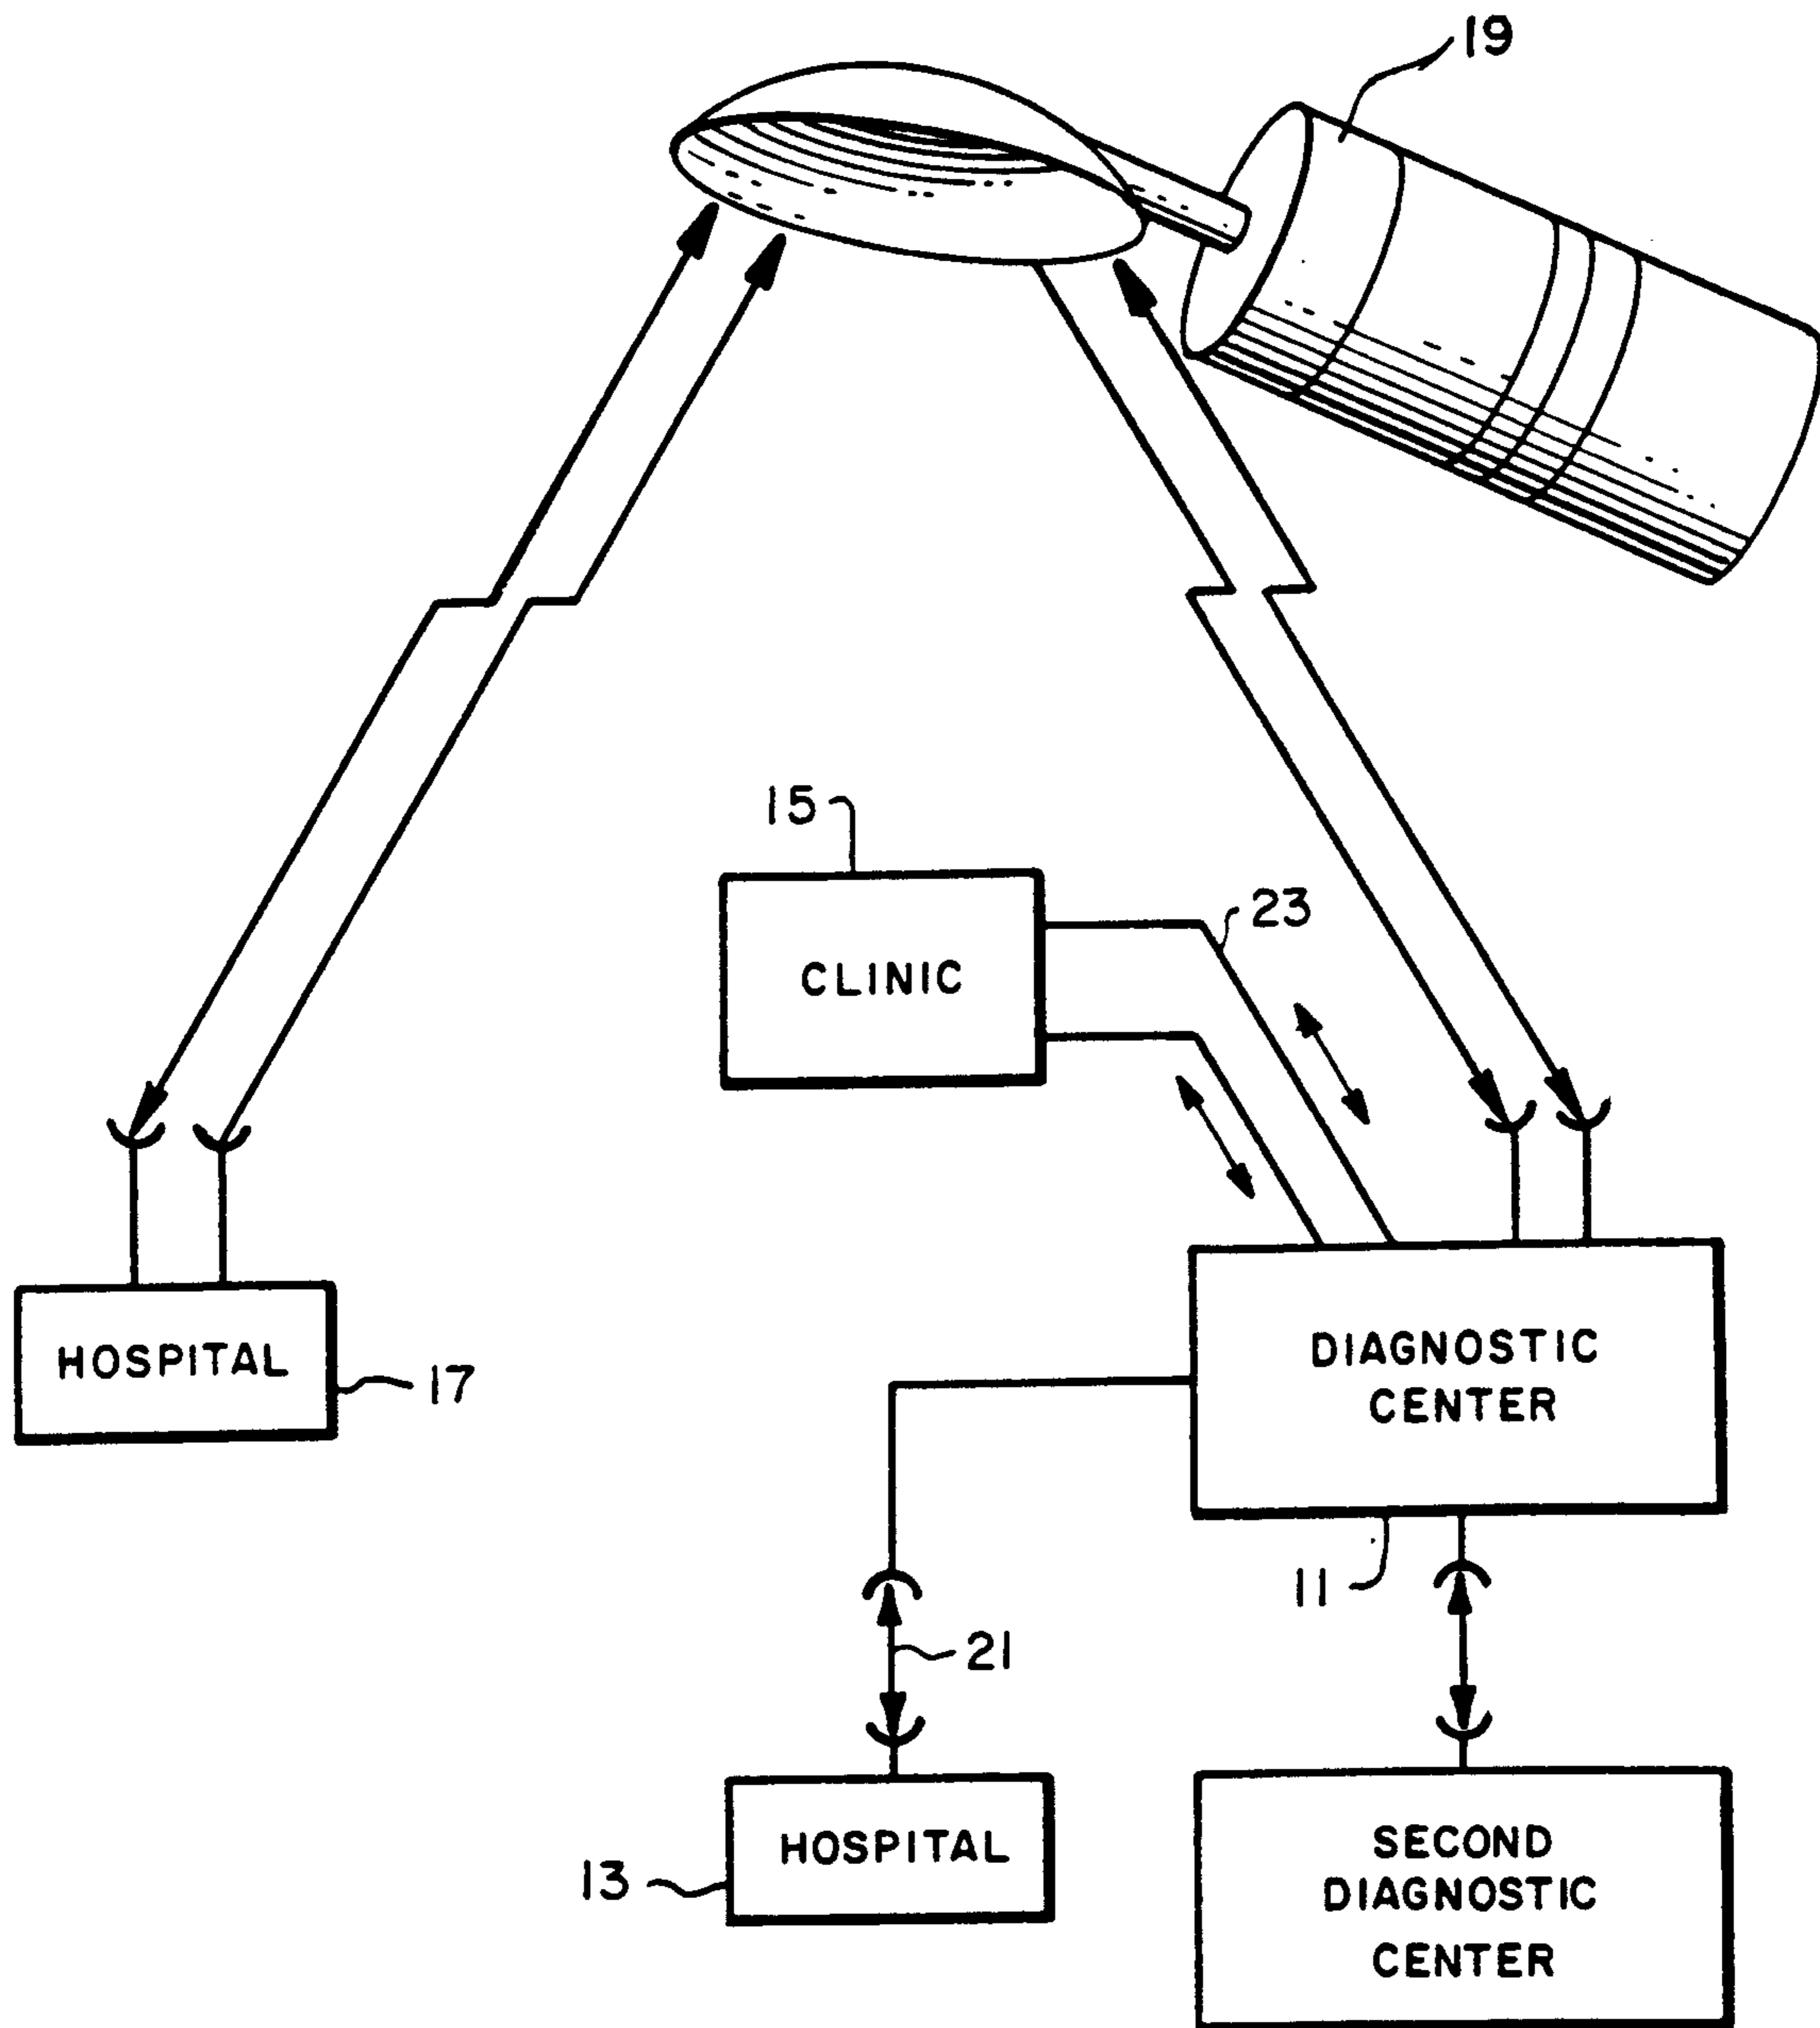 19
15
CLINIC
23
HOSPITAL
17
DIAGNOSTIC
CENTER
11
21
HOSPITAL
13
SECOND
DIAGNOSTIC
CENTER